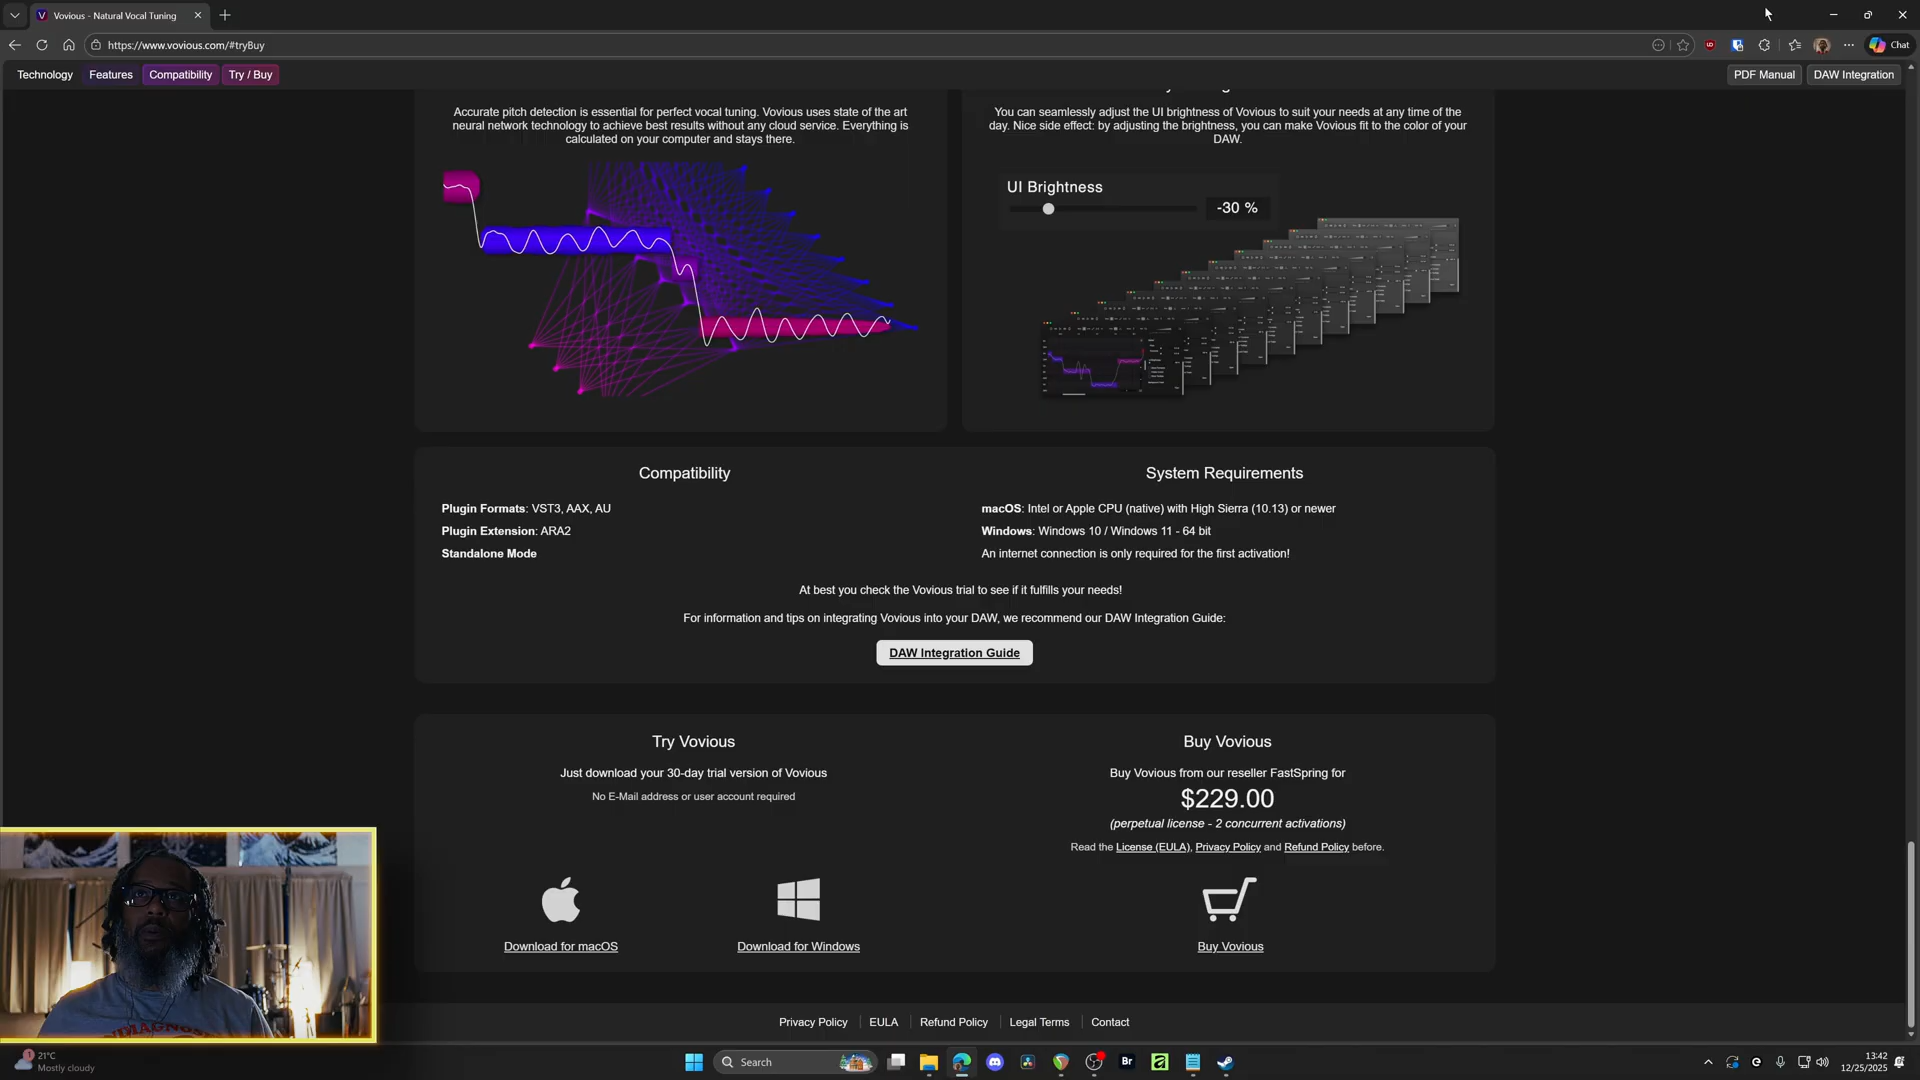 Vovious - Natural Vocal Tuning
https://www.vovious.com/#tryBuy
Chat
Technology
Features
Compatibility
Try / Buy
PDF Manual
DAW Integration
Accurate pitch detection is essential for perfect vocal tuning. Vovious uses state of the art
neural network technology to achieve best results without any cloud service. Everything is
calculated on your computer and stays there.
You can seamlessly adjust the UI brightness of Vovious to suit your needs at any time of the
day. Nice side effect: by adjusting the brightness, you can make Vovious fit to the color of your
DAW.
UI Brightness
-30 %
Compatibility
Plugin Formats: VST3, AAX, AU
Plugin Extension: ARA2
Standalone Mode
System Requirements
macOS: Intel or Apple CPU (native) with High Sierra (10.13) or newer
Windows: Windows 10 / Windows 11 - 64 bit
An internet connection is only required for the first activation!
At best you check the Vovious trial to see if it fulfills your needs!
For information and tips on integrating Vovious into your DAW, we recommend our DAW Integration Guide:
DAW Integration Guide
Try Vovious
Just download your 30-day trial version of Vovious
No E-Mail address or user account required
Download for macOS
Download for Windows
Buy Vovious
Buy Vovious from our reseller FastSpring for
$229.00
(perpetual license - 2 concurrent activations)
Read the License (EULA), Privacy Policy and Refund Policy before.
Buy Vovious
Privacy Policy
EULA
Refund Policy
Legal Terms
Contact
1
21°C
Mostly cloudy
Search
Br
13:42
12/25/2025